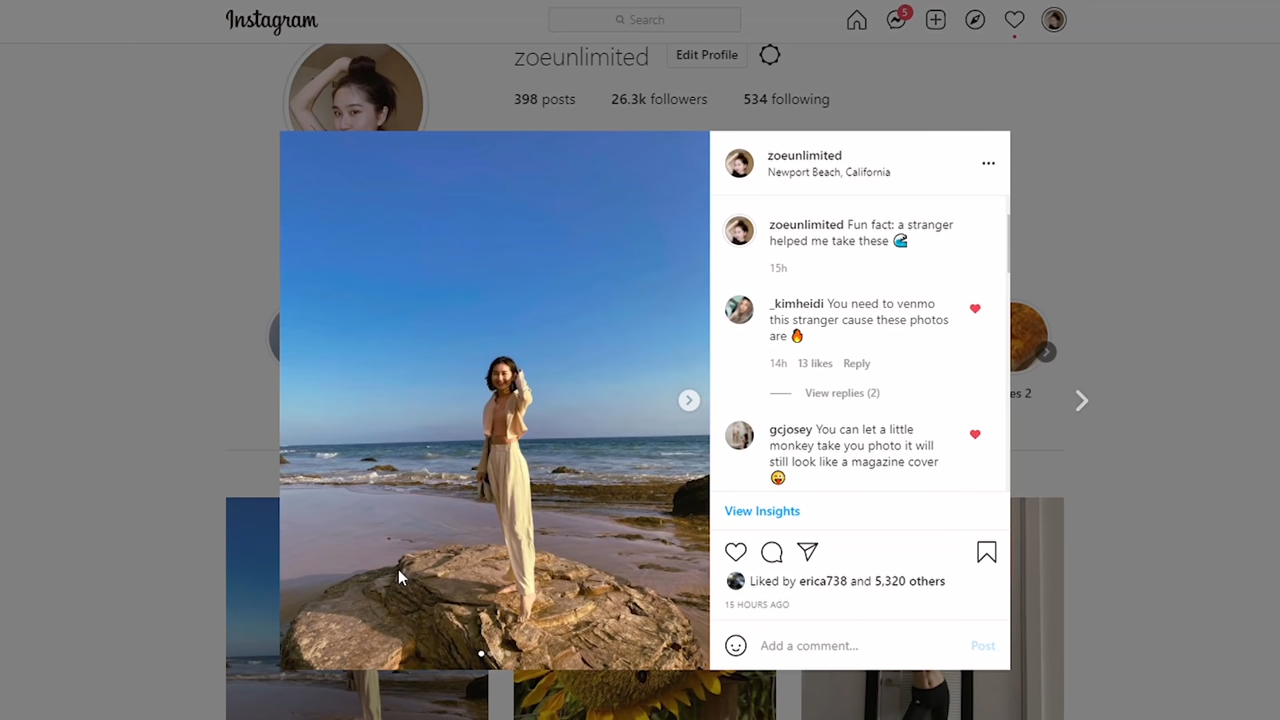 Instagram
Search
5
zoeunlimited
Edit Profile
398 posts
26.3k followers
534 following
zoeunlimited
Newport Beach, California
zoeunlimited Fun fact: a stranger
helped me take these 🌊
15h
_kimheidi You need to venmo
this stranger cause these photos
are 🔥
14h 13 likes Reply
View replies (2)
gcjosey You can let a little
monkey take you photo it will
still look like a magazine cover
😜
View Insights
Liked by erica738 and 5,320 others
15 HOURS AGO
Add a comment...
Post
es 2